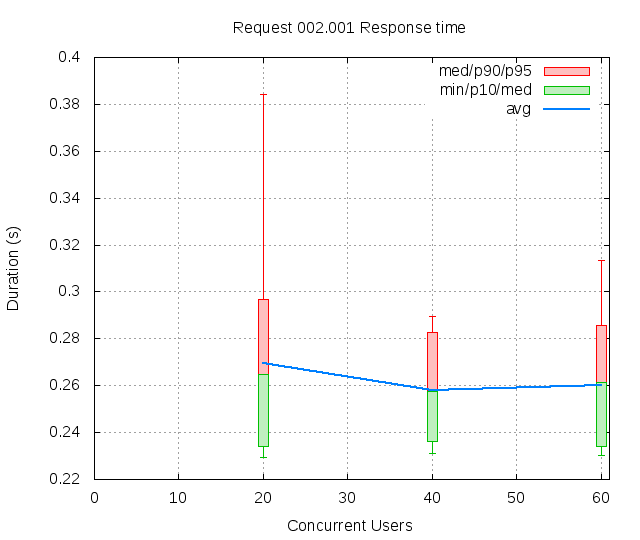 Request 002.001 Response time
med/p90/p95
min/p10/med
avg
0.4
0.38
0.36
0.34
0.32
0.3
0.28
0.26
0.24
0.22
Duration (s)
0 10 20 30 40 50 60
Concurrent Users